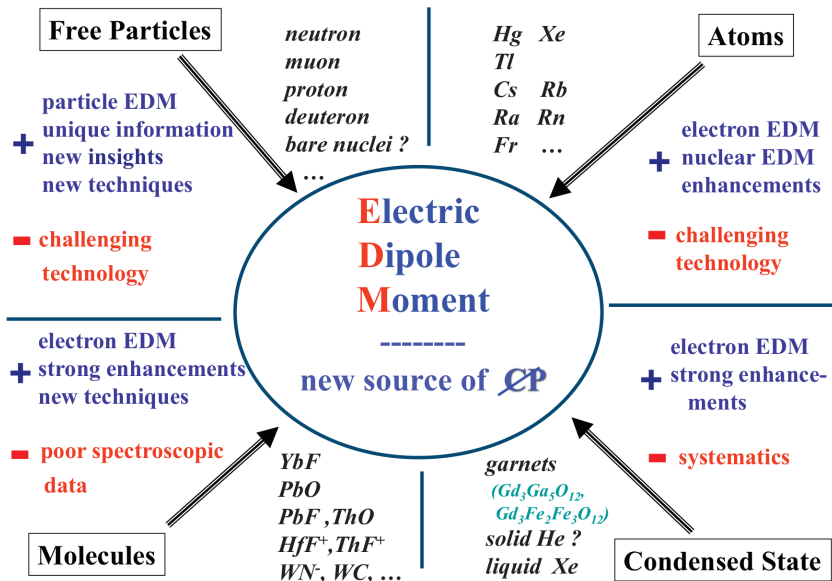 Free Particles
neutron
muon
proton
deuteron
bare nuclei ?
...
+ particle EDM
unique information
new insights
new techniques
- challenging
technology
Hg Xe
Tl
Cs Rb
Ra Rn
Fr ...
Atoms
+ electron EDM
nuclear EDM
enhancements
- challenging
technology
Electric
Dipole
Moment
--------
new source of CP
+ electron EDM
strong enhancements
new techniques
- poor spectroscopic
data
Molecules
YbF
PbO
PbF ,ThO
HfF⁺,ThF⁺
WN⁻, WC, ...
garnets
(Gd₃Ga₅O₁₂,
Gd₃Fe₂Fe₃O₁₂)
solid He ?
liquid Xe
+ electron EDM
strong enhance-
ments
- systematics
Condensed State